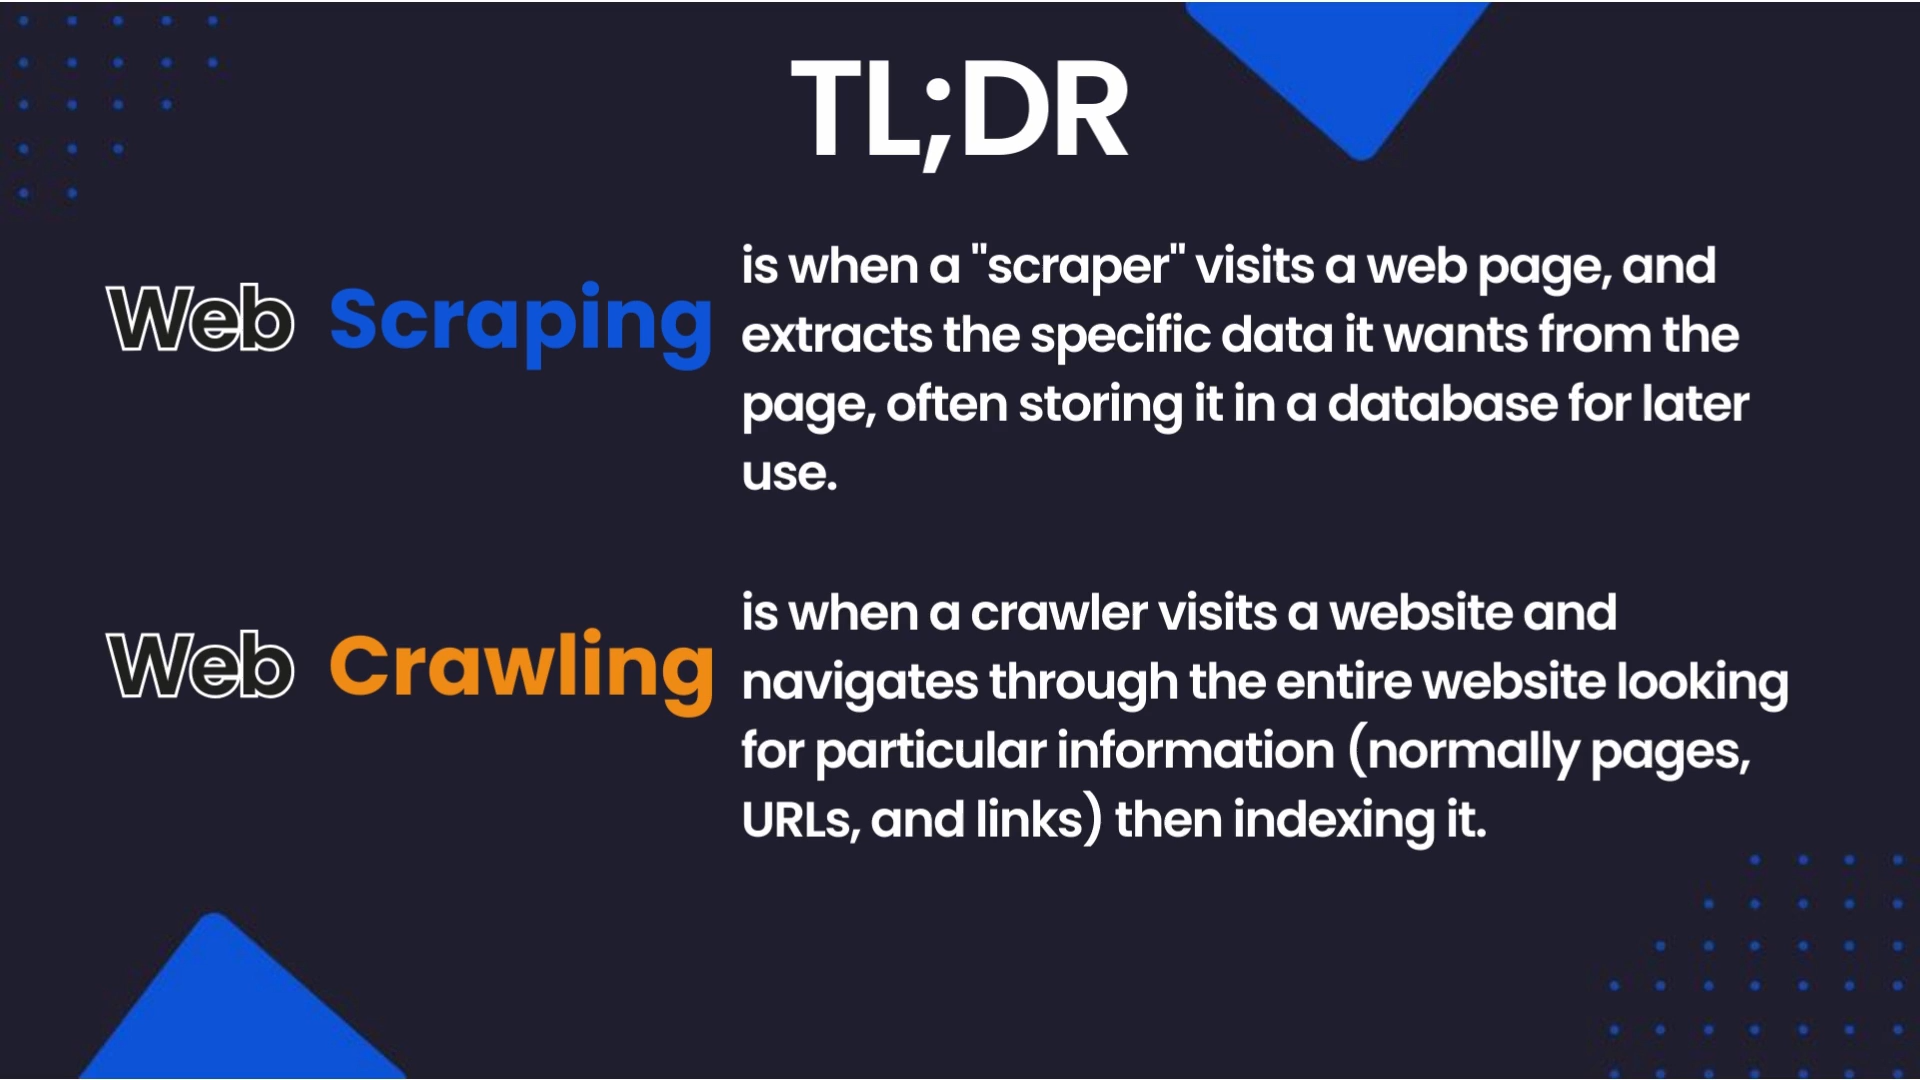 TL;DR
Web Scraping
is when a "scraper" visits a web page, and
extracts the specific data it wants from the
page, often storing it in a database for later
use.
Web Crawling
is when a crawler visits a website and
navigates through the entire website looking
for particular information (normally pages,
URLs, and links) then indexing it.